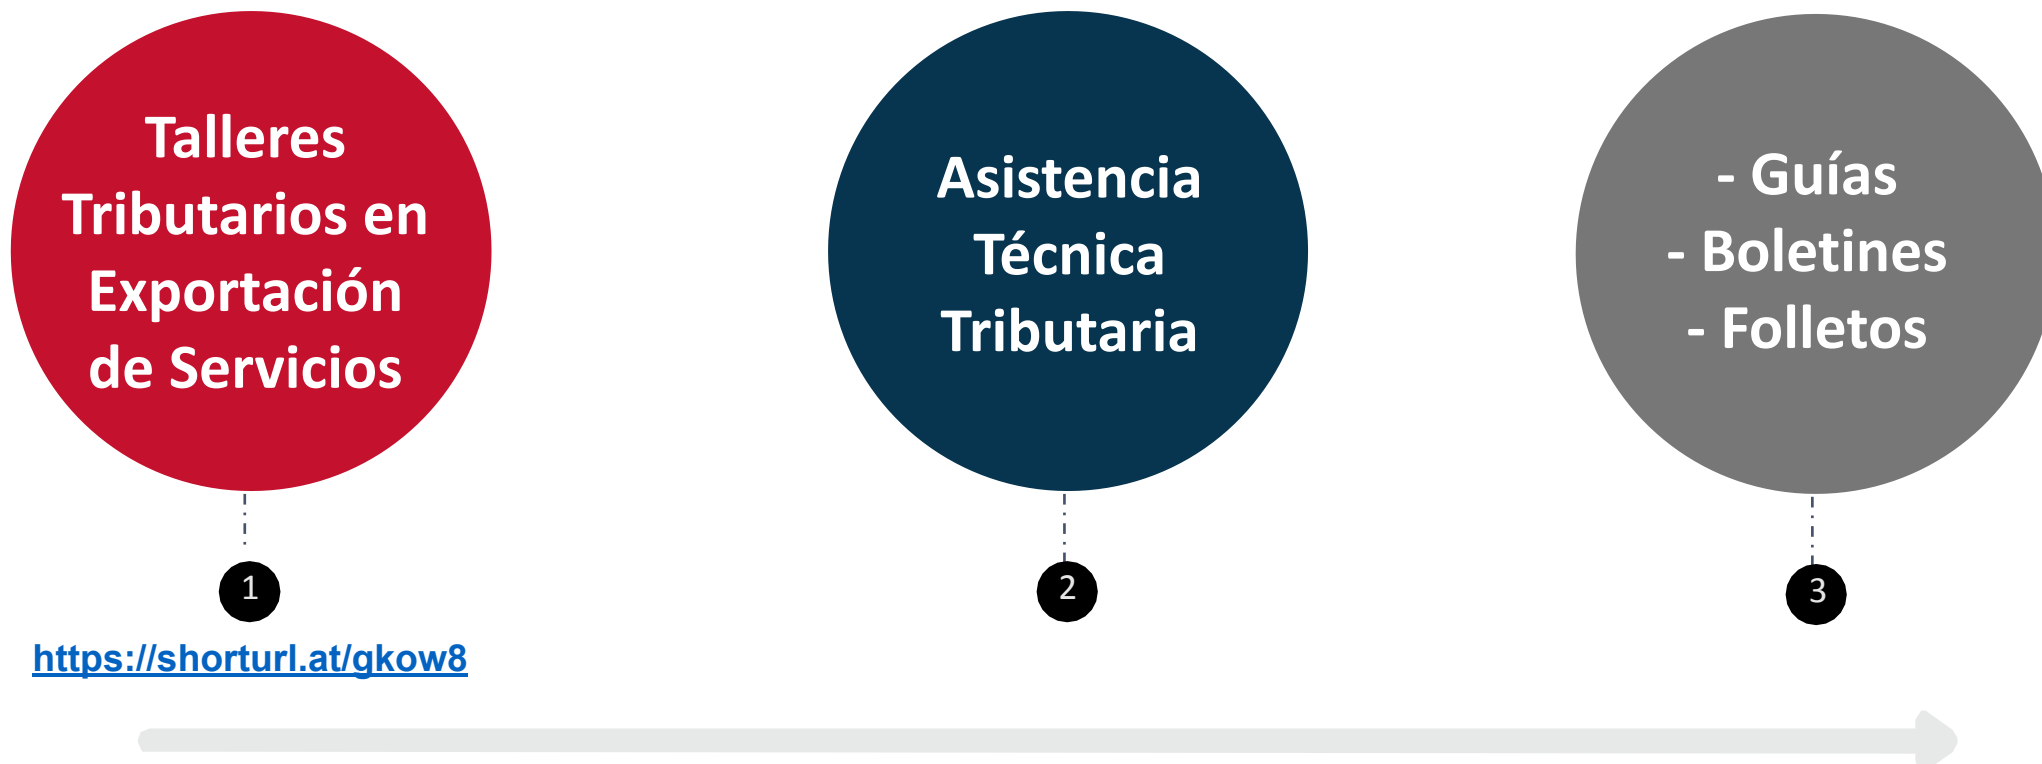 Talleres
Tributarios en
Exportación
de Servicios
1
https://shorturl.at/gkow8
Asistencia
Técnica
Tributaria
2
- Guías
- Boletines
- Folletos
3